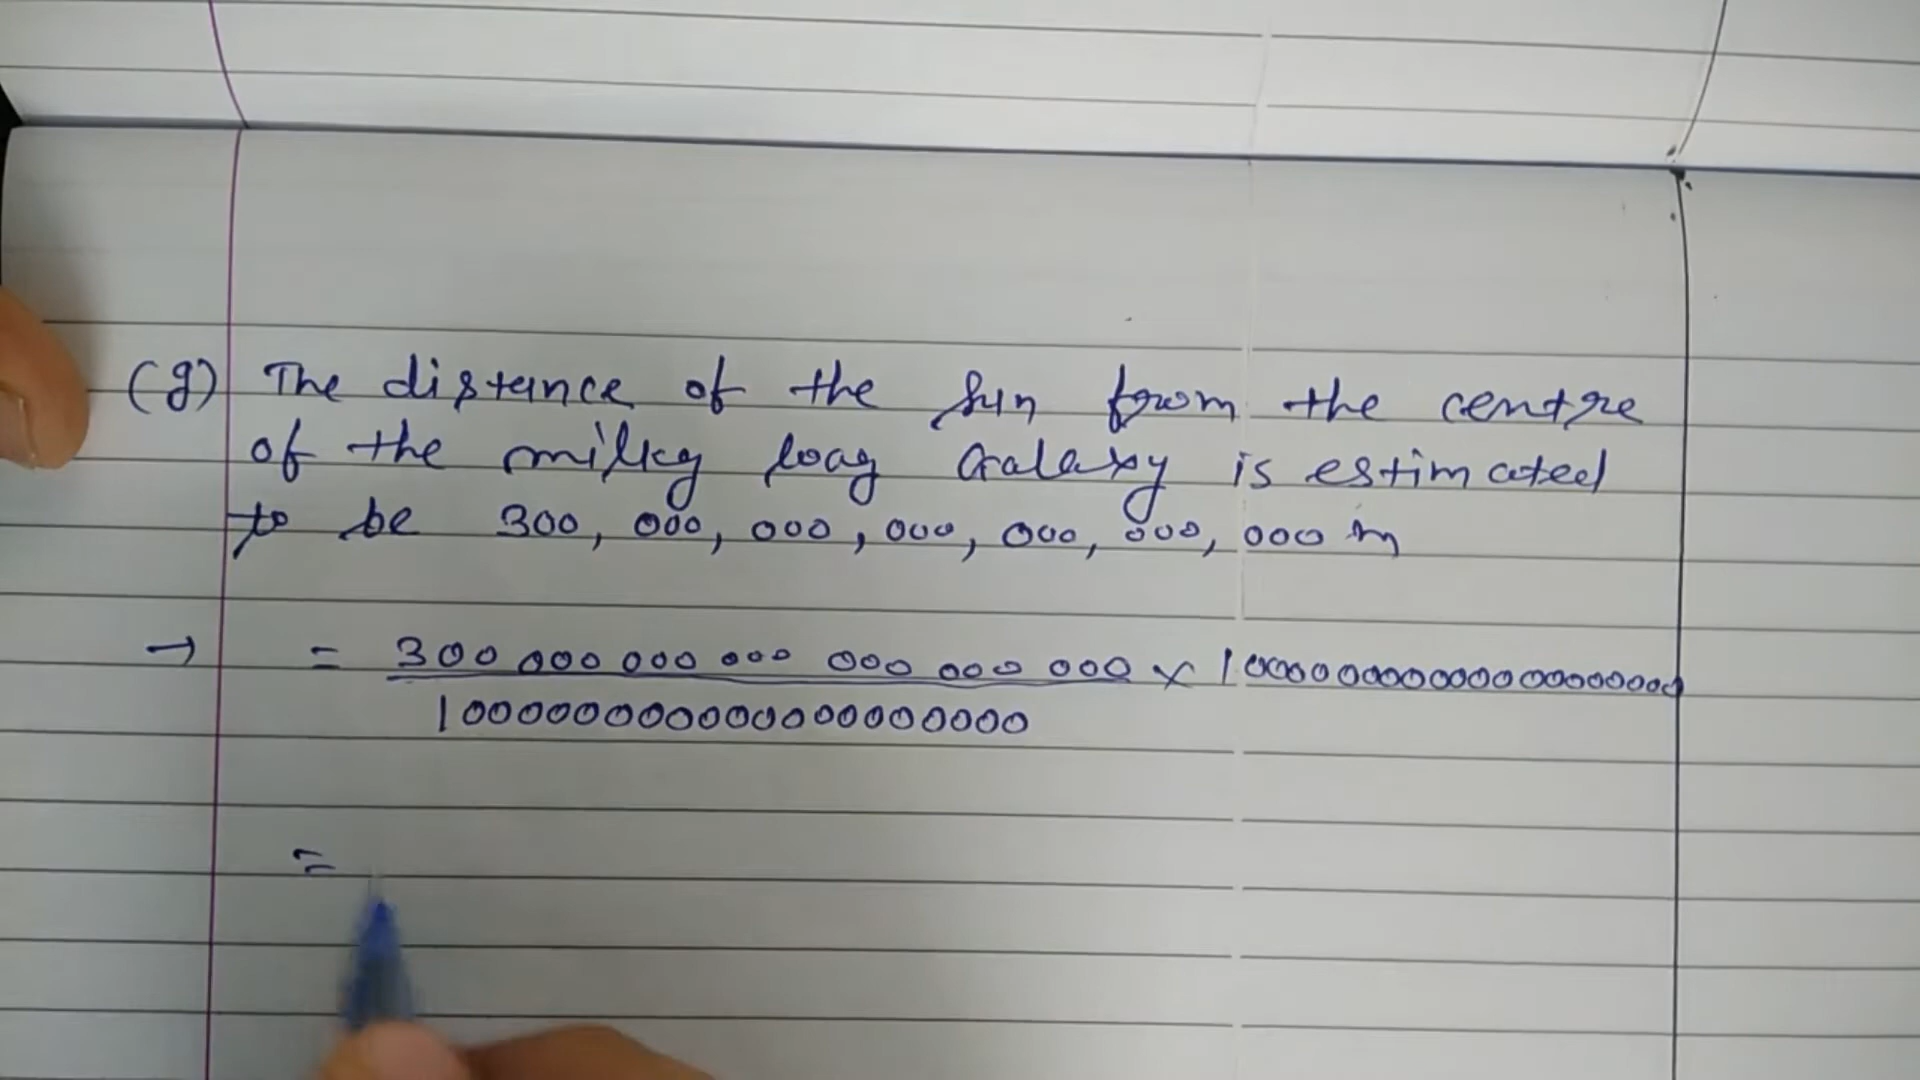 (g) The distance of the Sun from the centre
of the milky way Galaxy is estimated
to be 300, 000, 000, 000, 000, 000, 000 m
→ = 300 000 000 000 000 000 000 × 100000000000000000000
100000000000000000000
=